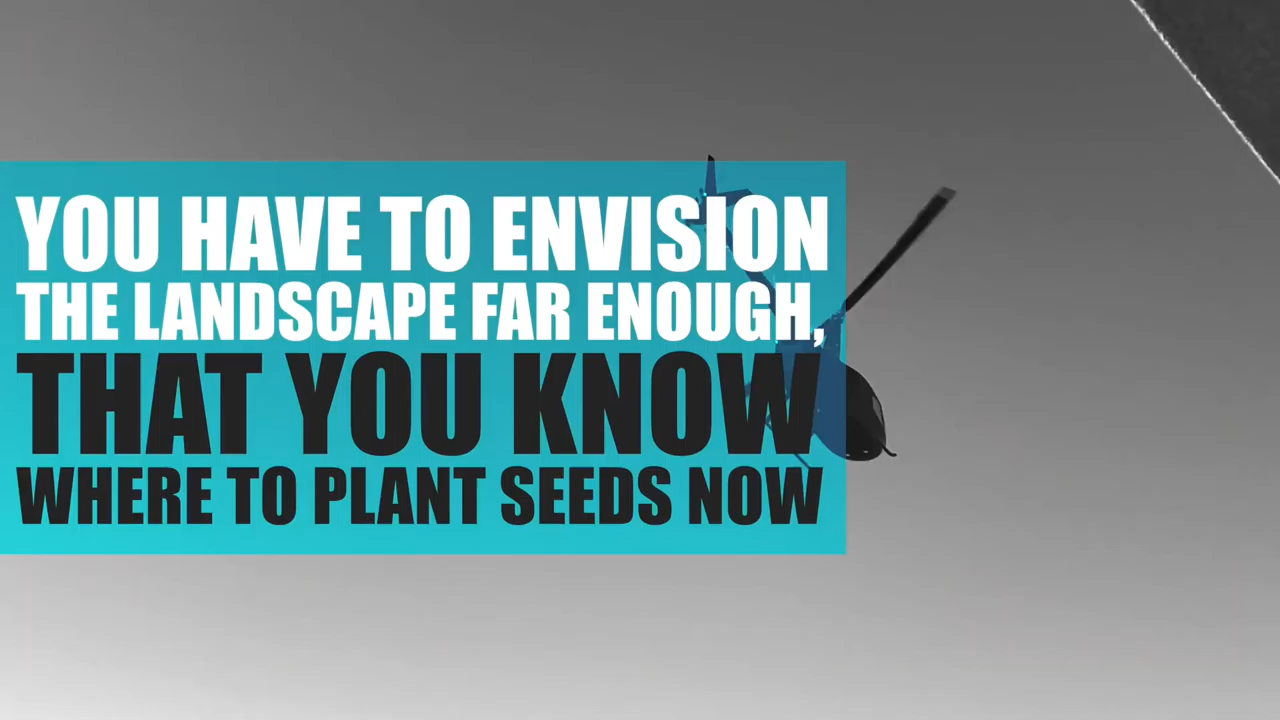 YOU HAVE TO ENVISION
THE LANDSCAPE FAR ENOUGH,
THAT YOU KNOW
WHERE TO PLANT SEEDS NOW